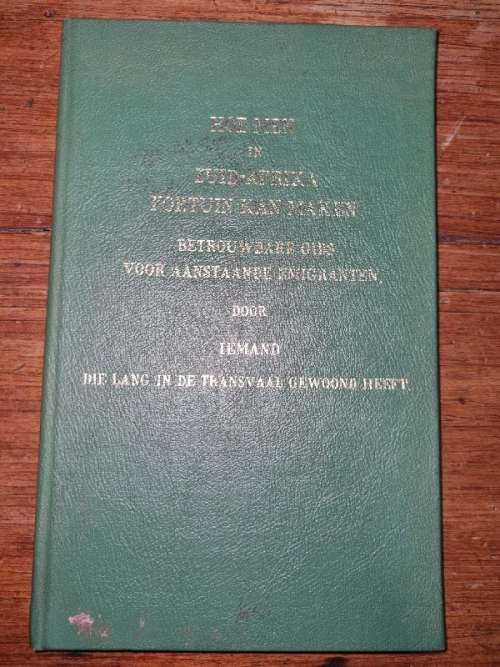 HOE MEN
IN
ZUID-AFRIKA
FORTUIN KAN MAKEN
BETROUWBARE GIDS
VOOR AANSTAANDE EMIGRANTEN,
DOOR
IEMAND
DIE LANG IN DE TRANSVAAL GEWOOND HEEFT.